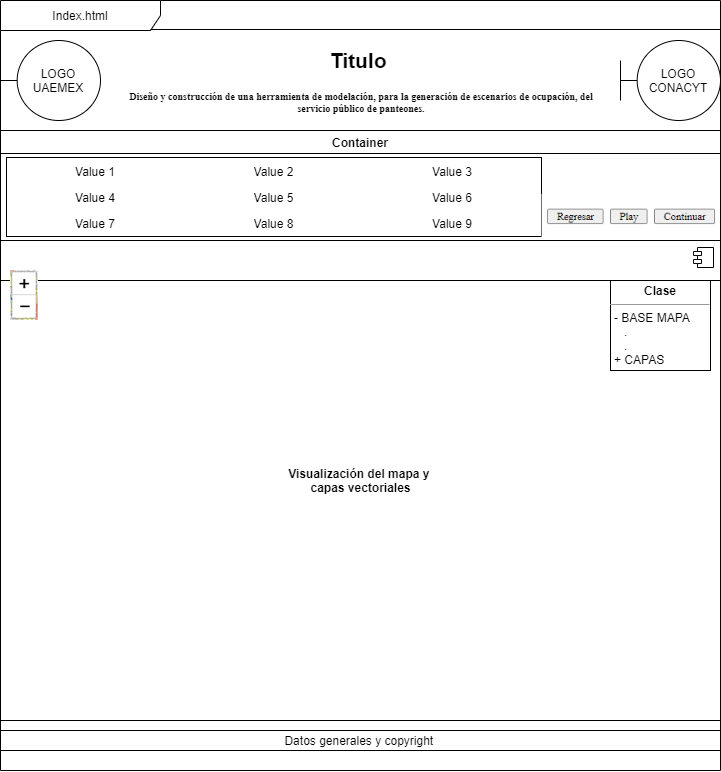 Index.html
LOGO
UAEMEX
Titulo
Diseño y construcción de una herramienta de modelación, para la generación de escenarios de ocupación, del
servicio público de panteones.
LOGO
CONACYT
Container
Value 1 Value 2 Value 3
Value 4 Value 5 Value 6
Value 7 Value 8 Value 9
Regresar Play Continuar
+
−
Clase
- BASE MAPA
.
.
+ CAPAS
Visualización del mapa y
capas vectoriales
Datos generales y copyright